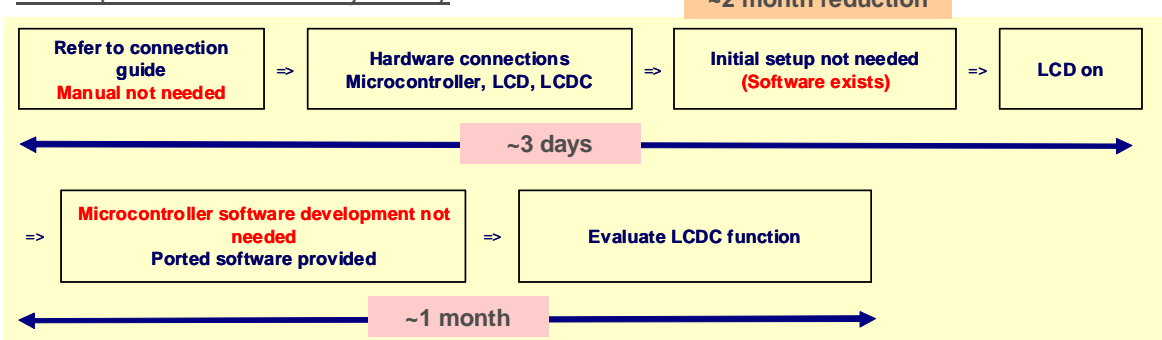 ~2 month reduction
Refer to connection
guide
Manual not needed
=>
Hardware connections
Microcontroller, LCD, LCDC
=>
Initial setup not needed
(Software exists)
=>
LCD on
~3 days
=>
Microcontroller software development not
needed
Ported software provided
=>
Evaluate LCDC function
~1 month